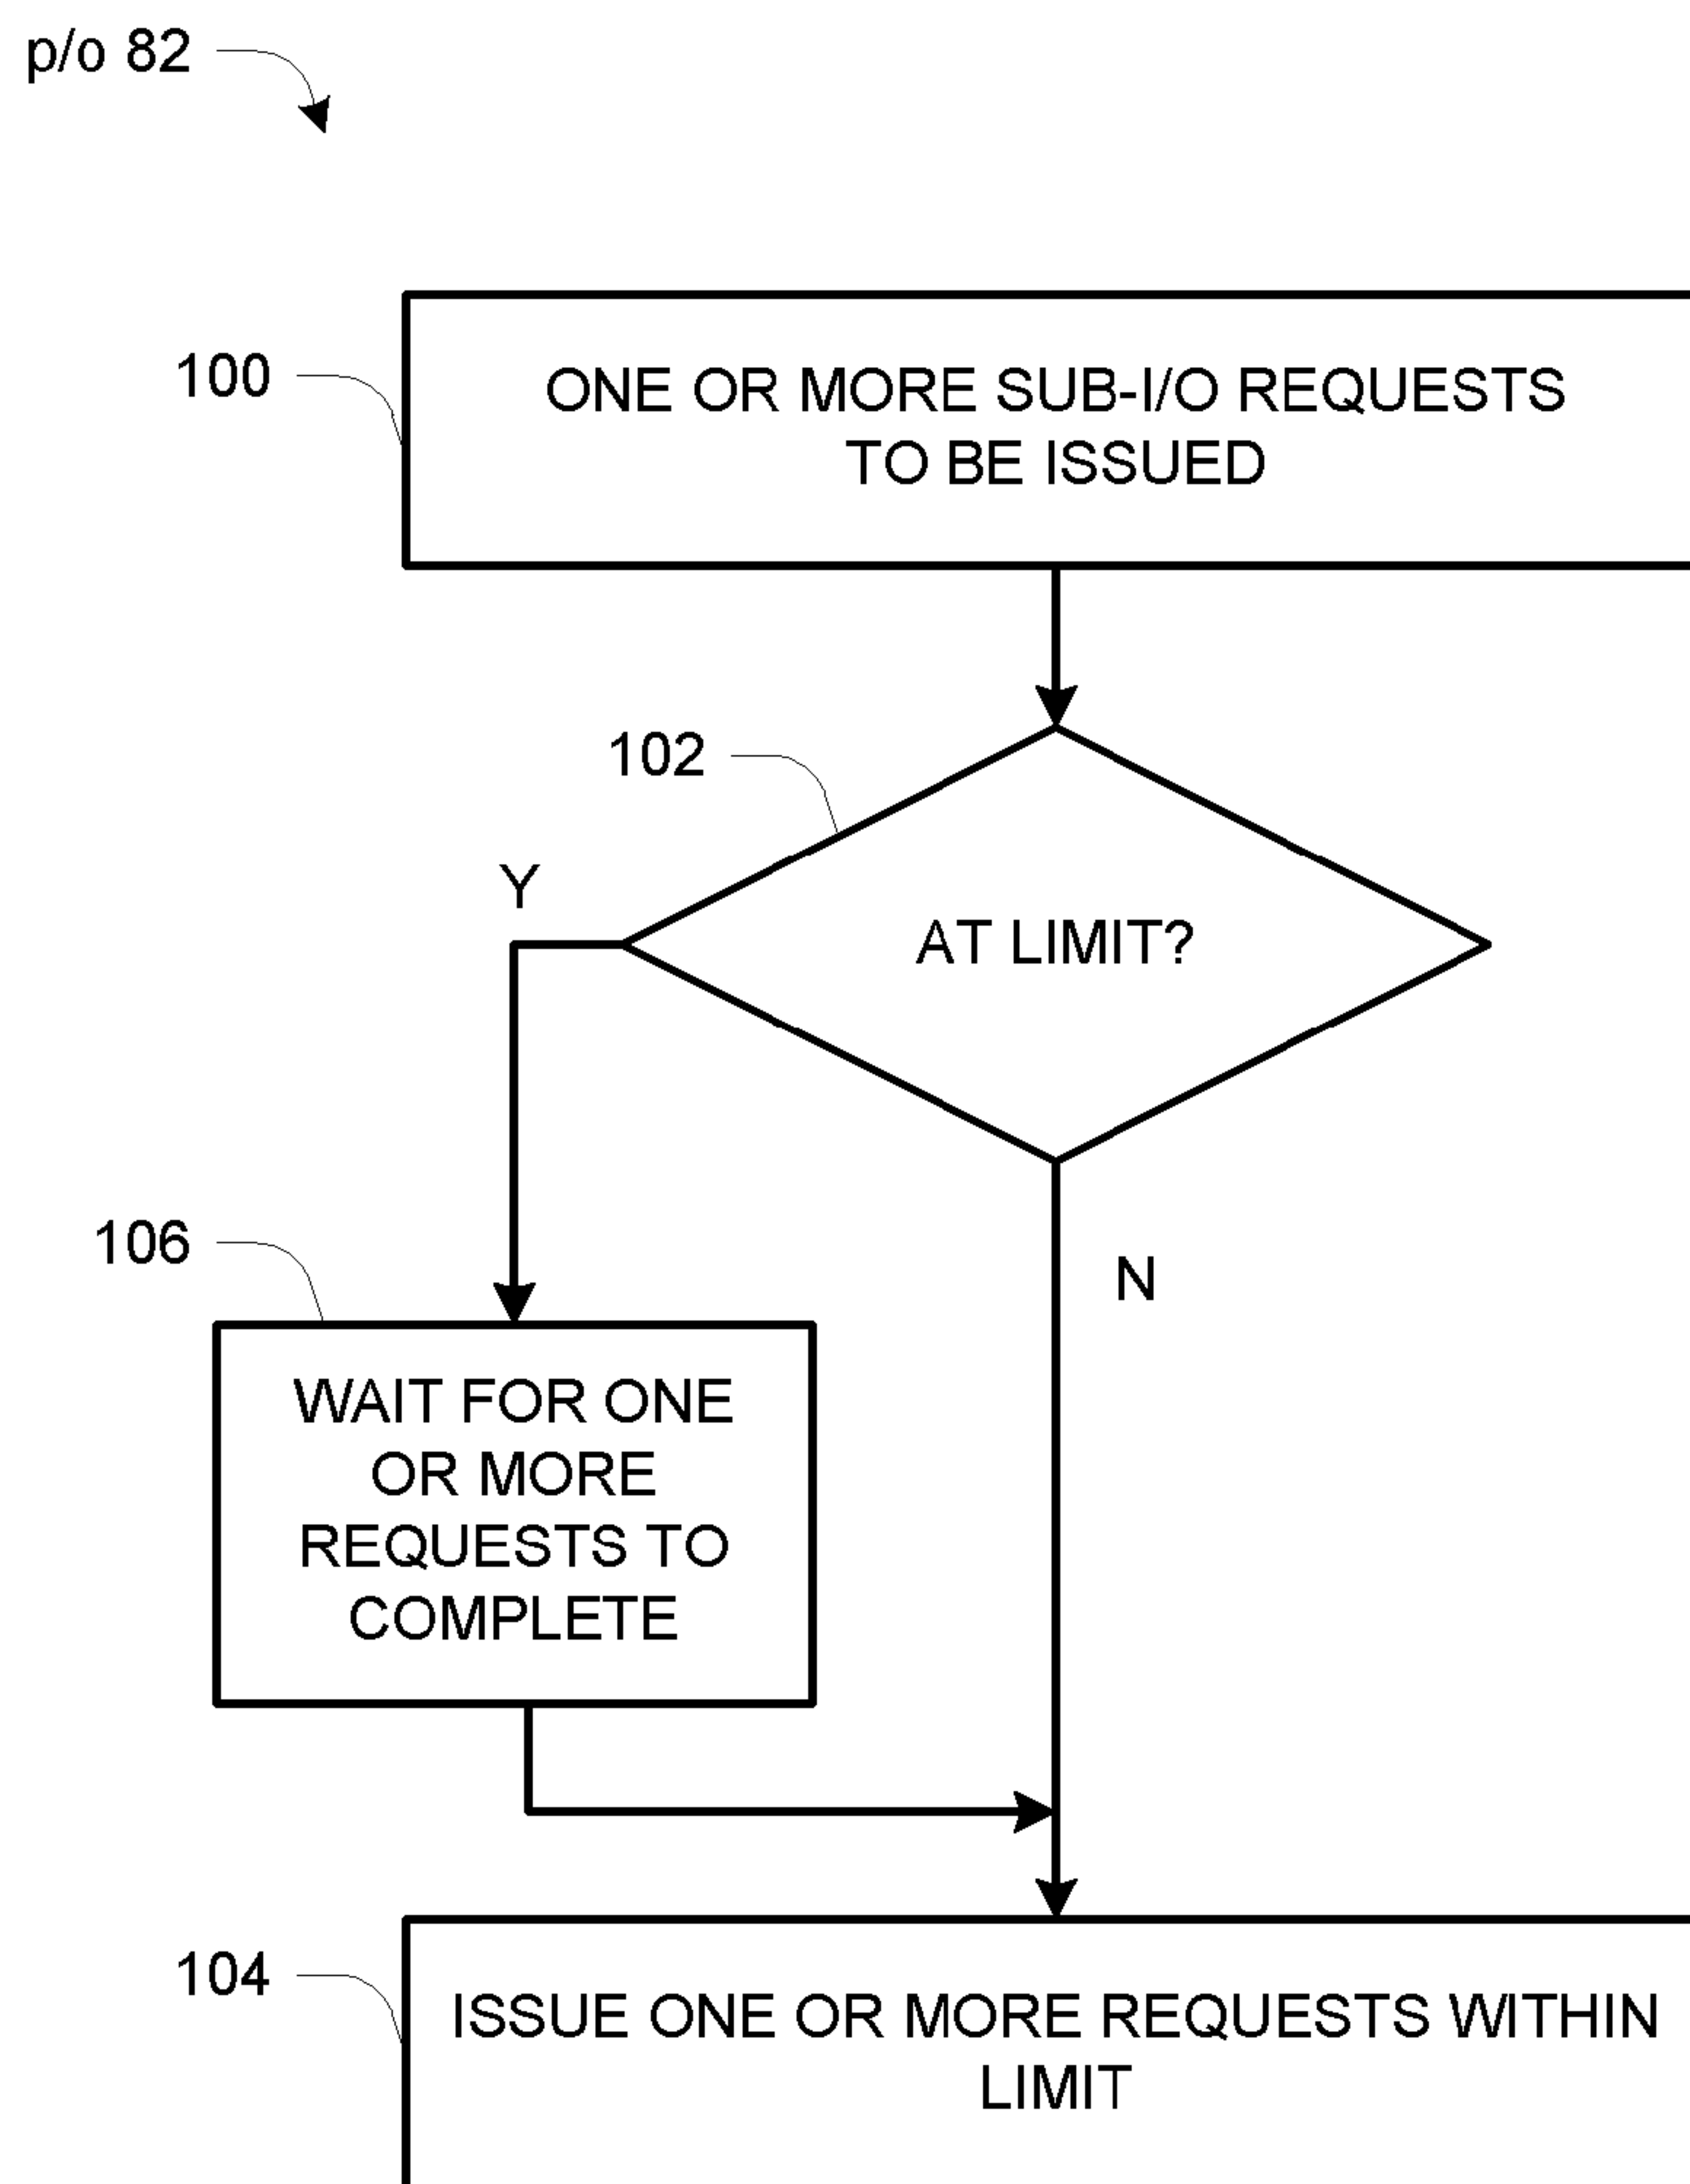 p/o 82
100
ONE OR MORE SUB-I/O REQUESTS
TO BE ISSUED
102
Y
AT LIMIT?
106
N
WAIT FOR ONE
OR MORE
REQUESTS TO
COMPLETE
104
ISSUE ONE OR MORE REQUESTS WITHIN
LIMIT